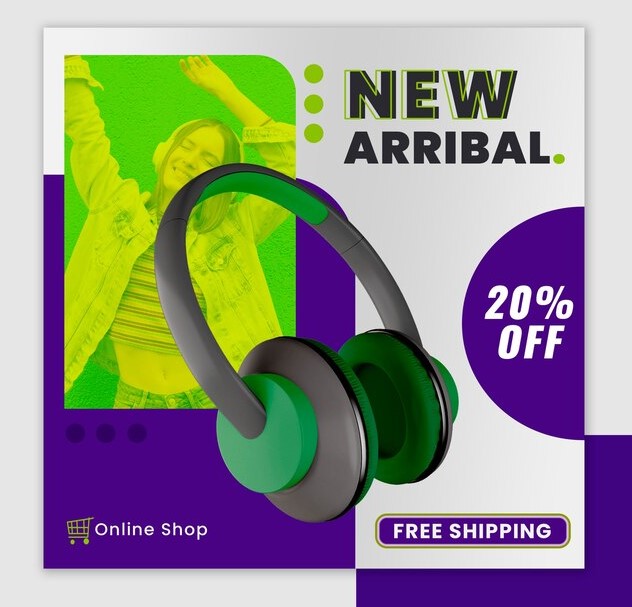 NEW
ARRIBAL.
20%
OFF
Online Shop
FREE SHIPPING